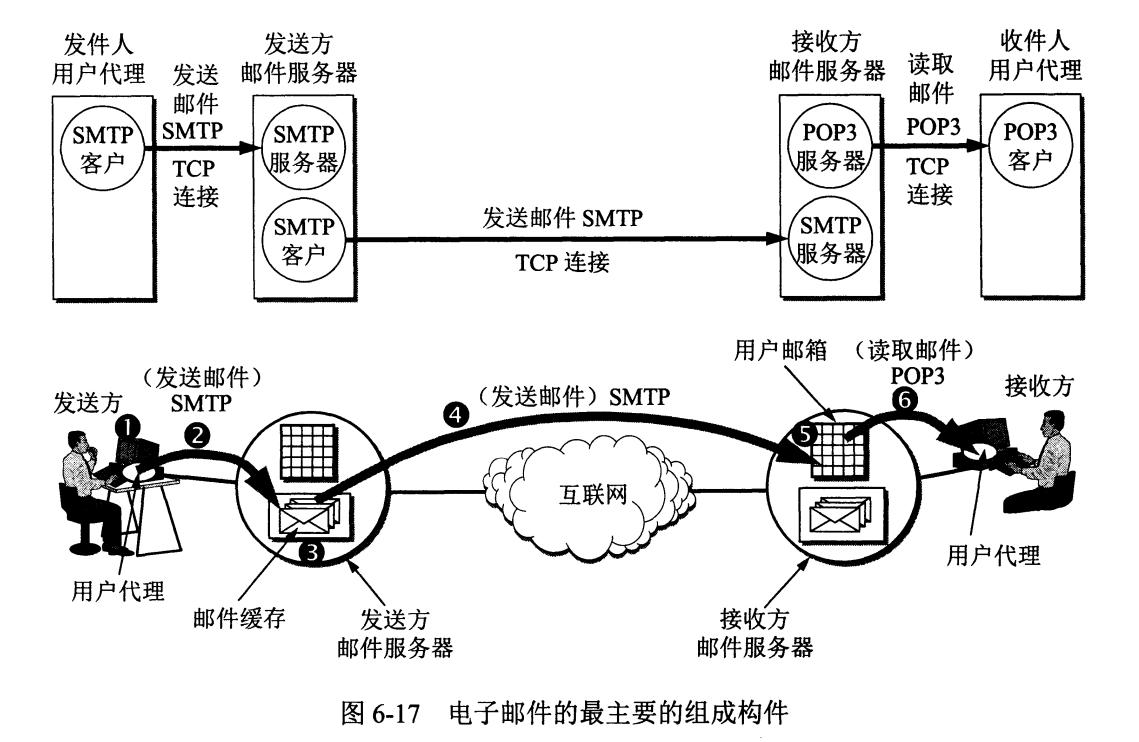 发件人
用户代理
发送
邮件
SMTP
TCP
连接
发送方
邮件服务器
接收方
邮件服务器
读取
邮件
POP3
TCP
连接
收件人
用户代理
SMTP
客户
SMTP
服务器
SMTP
客户
发送邮件 SMTP
TCP 连接
POP3
服务器
SMTP
服务器
POP3
客户
发送方
(发送邮件)
SMTP
(发送邮件)SMTP
用户邮箱
(读取邮件)
POP3
接收方
❶
❷
❸
❹
❺
❻
互联网
用户代理
邮件缓存
发送方
邮件服务器
接收方
邮件服务器
用户代理
图 6-17 电子邮件的最主要的组成构件